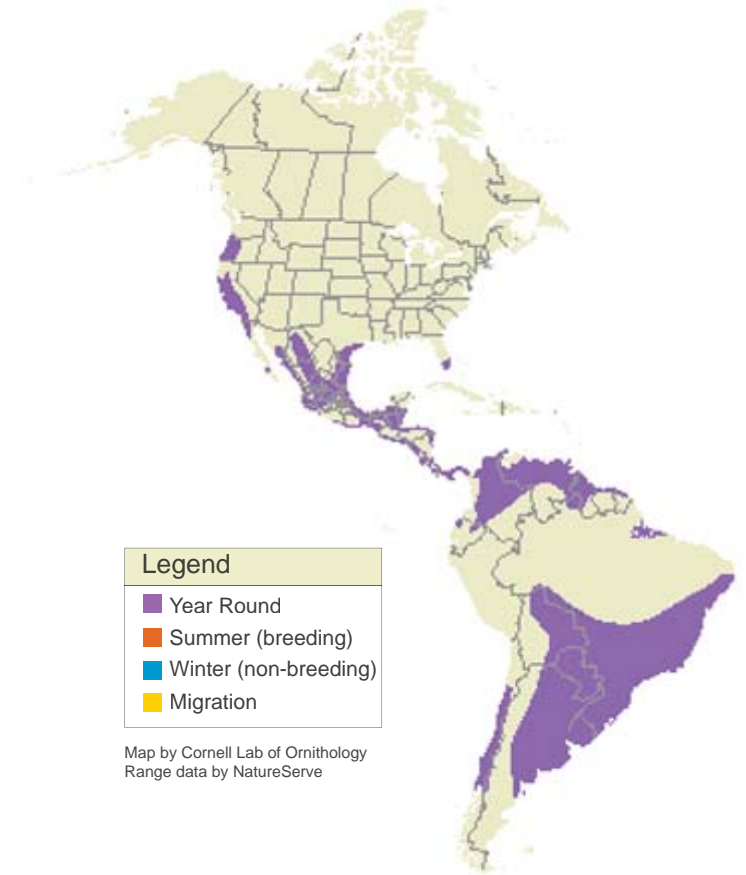 Legend
Year Round
Summer (breeding)
Winter (non-breeding)
Migration
Map by Cornell Lab of Ornithology
Range data by NatureServe